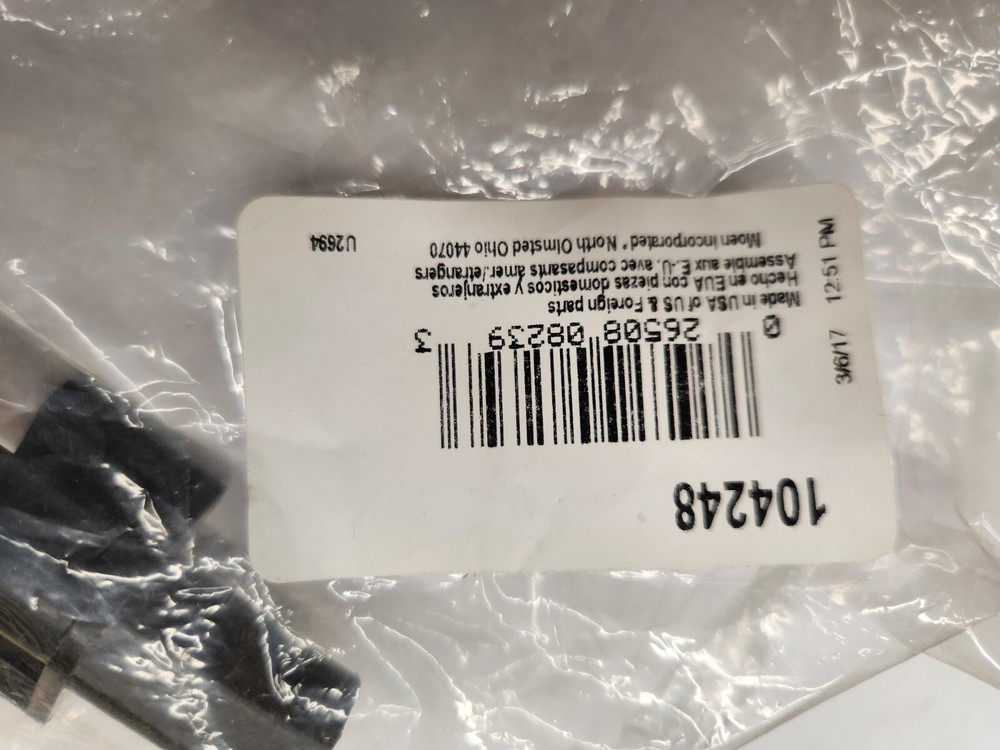 104248
0 26508 08239 3
Made in USA of US & Foreign parts
Hecho en EUA con piezas domesticos y extranjeros
Assemble aux E.-U. avec compasants amer./etrangers
Moen Incorporated * North Olmsted Ohio 44070
U2694
3/6/17 12:51 PM